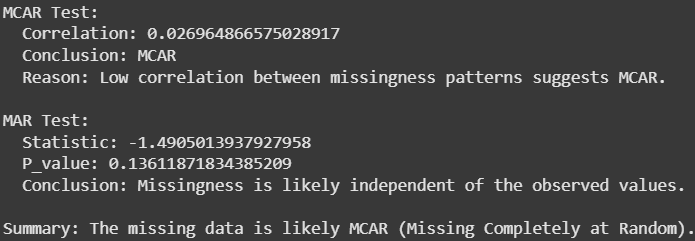 MCAR Test:
Correlation: 0.026964866575028917
Conclusion: MCAR
Reason: Low correlation between missingness patterns suggests MCAR.
MAR Test:
Statistic: -1.4905013937927958
P_value: 0.13611871834385209
Conclusion: Missingness is likely independent of the observed values.
Summary: The missing data is likely MCAR (Missing Completely at Random).